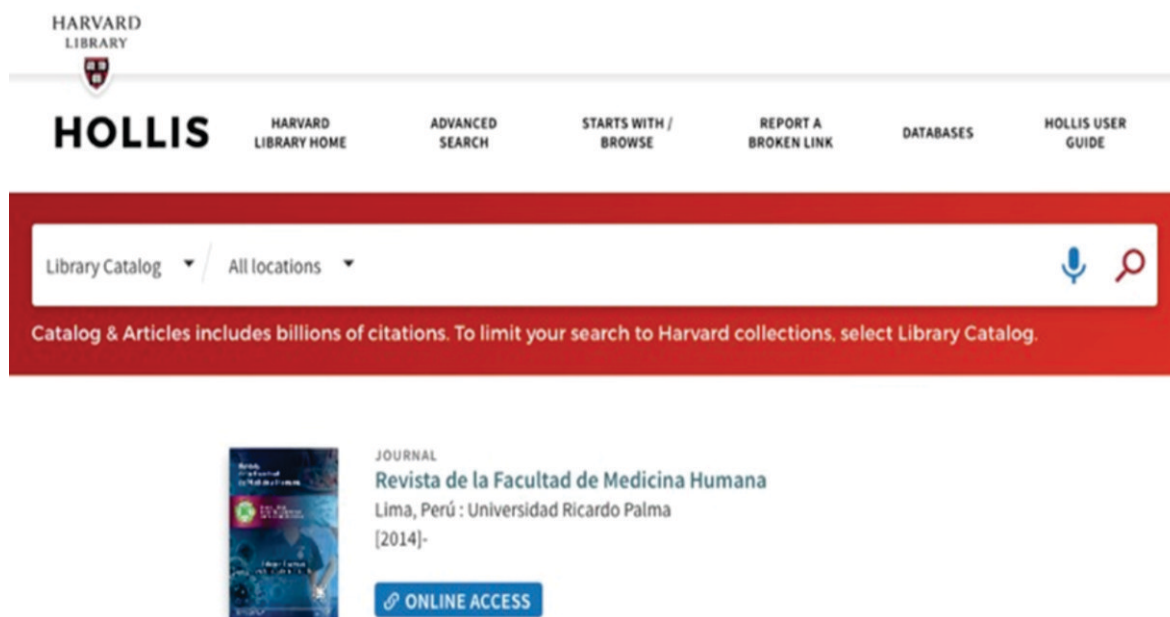 HARVARD
LIBRARY
HOLLIS
HARVARD
LIBRARY HOME
ADVANCED
SEARCH
STARTS WITH /
BROWSE
REPORT A
BROKEN LINK
DATABASES
HOLLIS USER
GUIDE
Library Catalog
All locations
Catalog & Articles includes billions of citations. To limit your search to Harvard collections, select Library Catalog.
JOURNAL
Revista de la Facultad de Medicina Humana
Lima, Perú : Universidad Ricardo Palma
[2014]-
ONLINE ACCESS